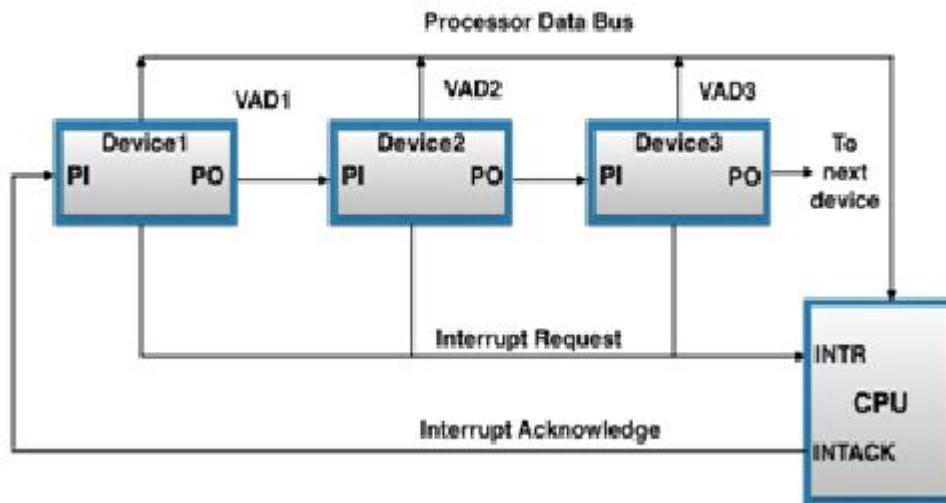 Processor Data Bus
VAD1
VAD2
VAD3
Device1
PI
PO
Device2
PI
PO
Device3
PI
PO
To
next
device
Interrupt Request
INTR
CPU
Interrupt Acknowledge
INTACK